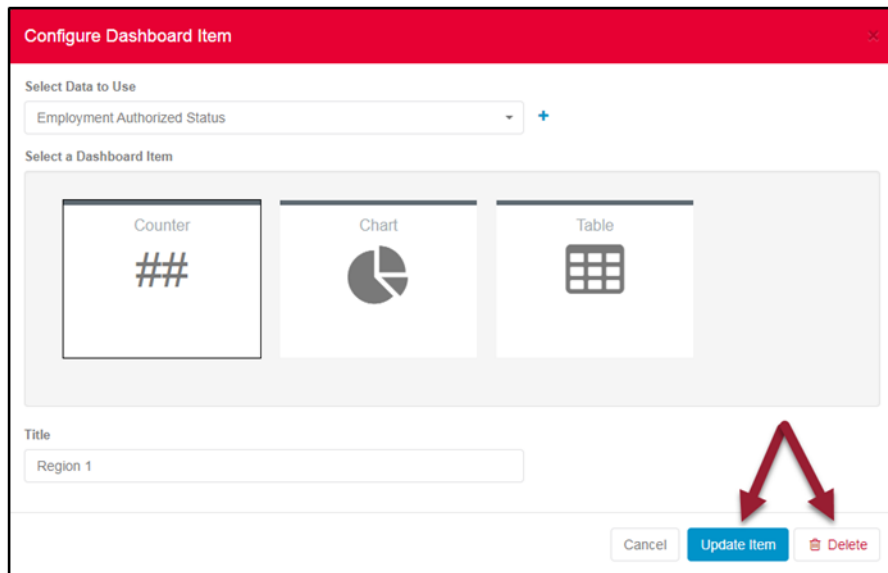 Configure Dashboard Item ×
Select Data to Use
Employment Authorized Status
+
Select a Dashboard Item
Counter Chart Table
##
Title
Region 1
Cancel Update Item Delete